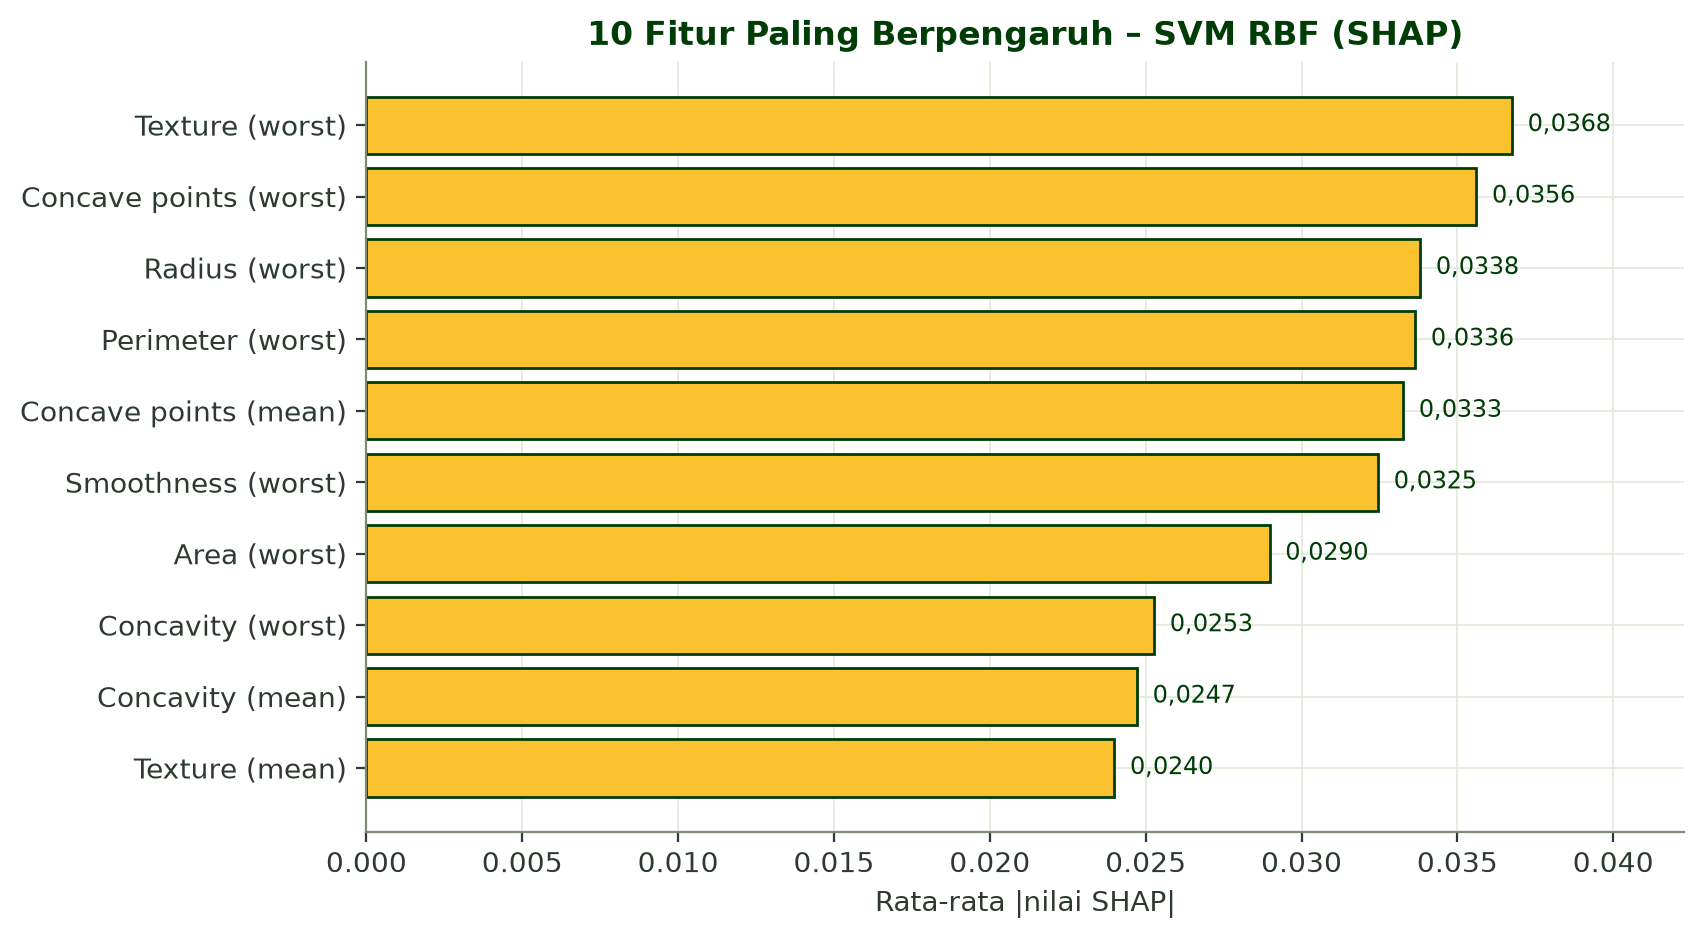 10 Fitur Paling Berpengaruh – SVM RBF (SHAP)
Texture (worst) 0,0368
Concave points (worst) 0,0356
Radius (worst) 0,0338
Perimeter (worst) 0,0336
Concave points (mean) 0,0333
Smoothness (worst) 0,0325
Area (worst) 0,0290
Concavity (worst) 0,0253
Concavity (mean) 0,0247
Texture (mean) 0,0240
0.000 0.005 0.010 0.015 0.020 0.025 0.030 0.035 0.040
Rata-rata |nilai SHAP|